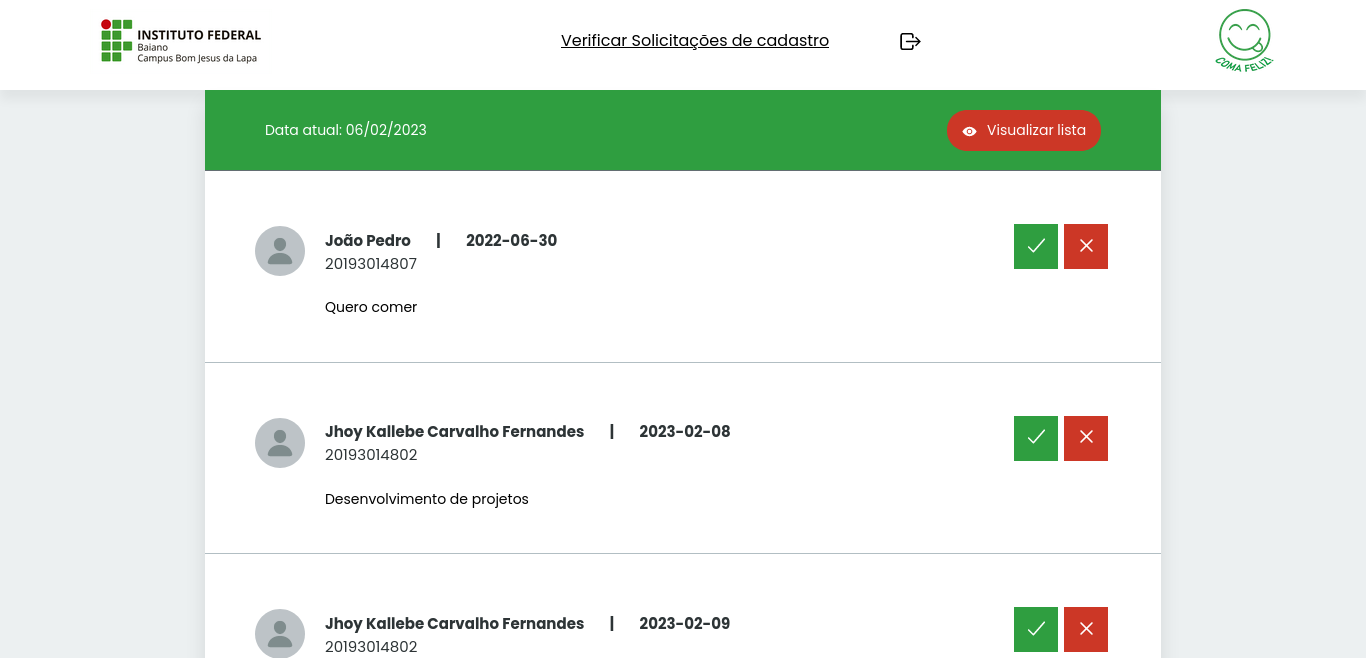 INSTITUTO FEDERAL
Baiano
Campus Bom Jesus da Lapa
Verificar Solicitações de cadastro
COMA FELIZ!
Data atual: 06/02/2023
Visualizar lista
João Pedro | 2022-06-30
20193014807
Quero comer
Jhoy Kallebe Carvalho Fernandes | 2023-02-08
20193014802
Desenvolvimento de projetos
Jhoy Kallebe Carvalho Fernandes | 2023-02-09
20193014802